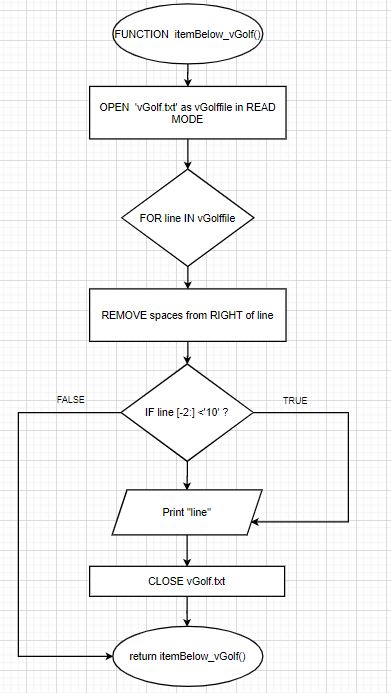 FUNCTION itemBelow_vGolf()
OPEN 'vGolf.txt' as vGolffile in READ
MODE
FOR line IN vGolffile
REMOVE spaces from RIGHT of line
FALSE
TRUE
IF line [-2:] <'10' ?
Print "line"
CLOSE vGolf.txt
return itemBelow_vGolf()